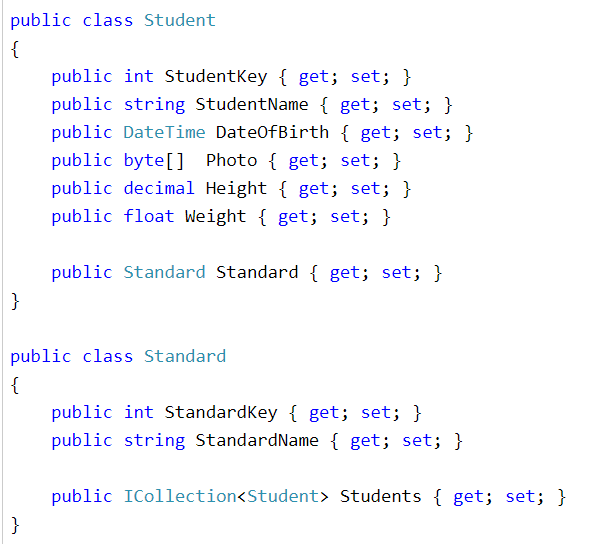 public class Student
{
    public int StudentKey { get; set; }
    public string StudentName { get; set; }
    public DateTime DateOfBirth { get; set; }
    public byte[]  Photo { get; set; }
    public decimal Height { get; set; }
    public float Weight { get; set; }

    public Standard Standard { get; set; }
}

public class Standard
{
    public int StandardKey { get; set; }
    public string StandardName { get; set; }

    public ICollection<Student> Students { get; set; }
}